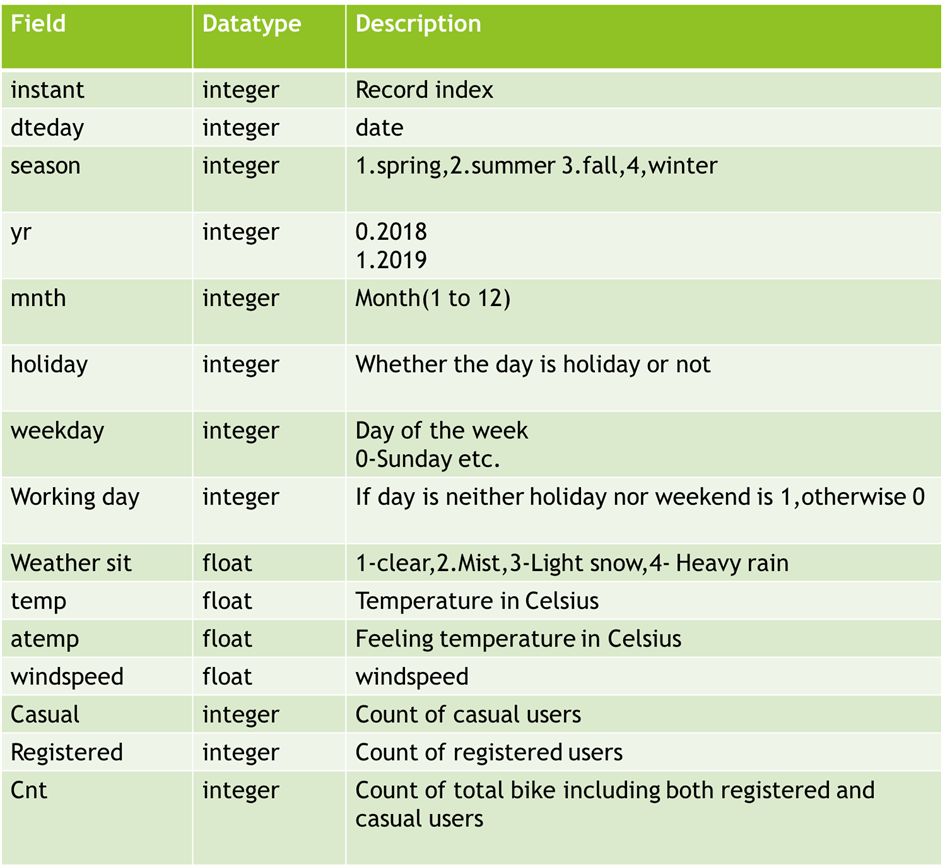 Field Datatype Description
instant integer Record index
dteday integer date
season integer 1.spring,2.summer 3.fall,4,winter
yr integer 0.2018
1.2019
mnth integer Month(1 to 12)
holiday integer Whether the day is holiday or not
weekday integer Day of the week
0-Sunday etc.
Working day integer If day is neither holiday nor weekend is 1,otherwise 0
Weather sit float 1-clear,2.Mist,3-Light snow,4- Heavy rain
temp float Temperature in Celsius
atemp float Feeling temperature in Celsius
windspeed float windspeed
Casual integer Count of casual users
Registered integer Count of registered users
Cnt integer Count of total bike including both registered and
casual users